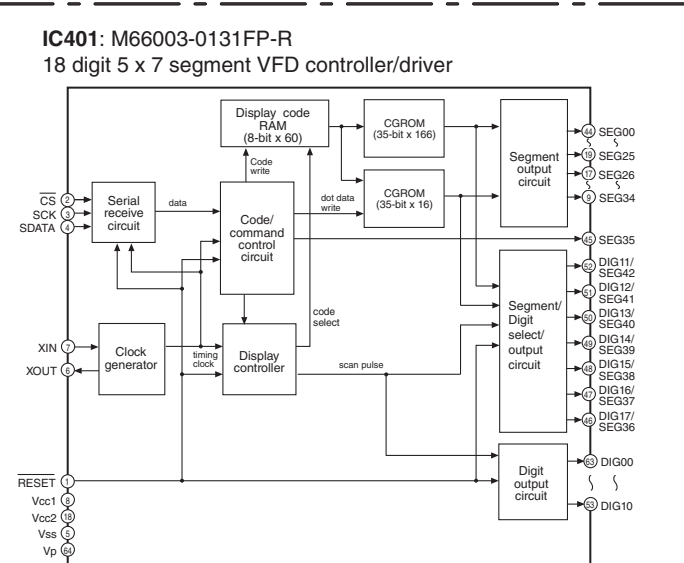 IC401: M66003-0131FP-R
18 digit 5 x 7 segment VFD controller/driver
Display code
RAM
(8-bit x 60)
CGROM
(35-bit x 166)
Segment
output
circuit
44 SEG00
19 SEG25
17 SEG26
9 SEG34
Code
write
CS 2
SCK 3
SDATA 4
Serial
receive
circuit
data
Code/
command
control
circuit
dot data
write
CGROM
(35-bit x 16)
45 SEG35
52 DIG11/
SEG42
51 DIG12/
SEG41
50 DIG13/
SEG40
49 DIG14/
SEG39
48 DIG15/
SEG38
47 DIG16/
SEG37
46 DIG17/
SEG36
Segment/
Digit
select/
output
circuit
code
select
XIN 7
XOUT 6
Clock
generator
timing
clock
Display
controller
scan pulse
Digit
output
circuit
63 DIG00
53 DIG10
RESET 1
Vcc1 8
Vcc2 18
Vss 5
Vp 64